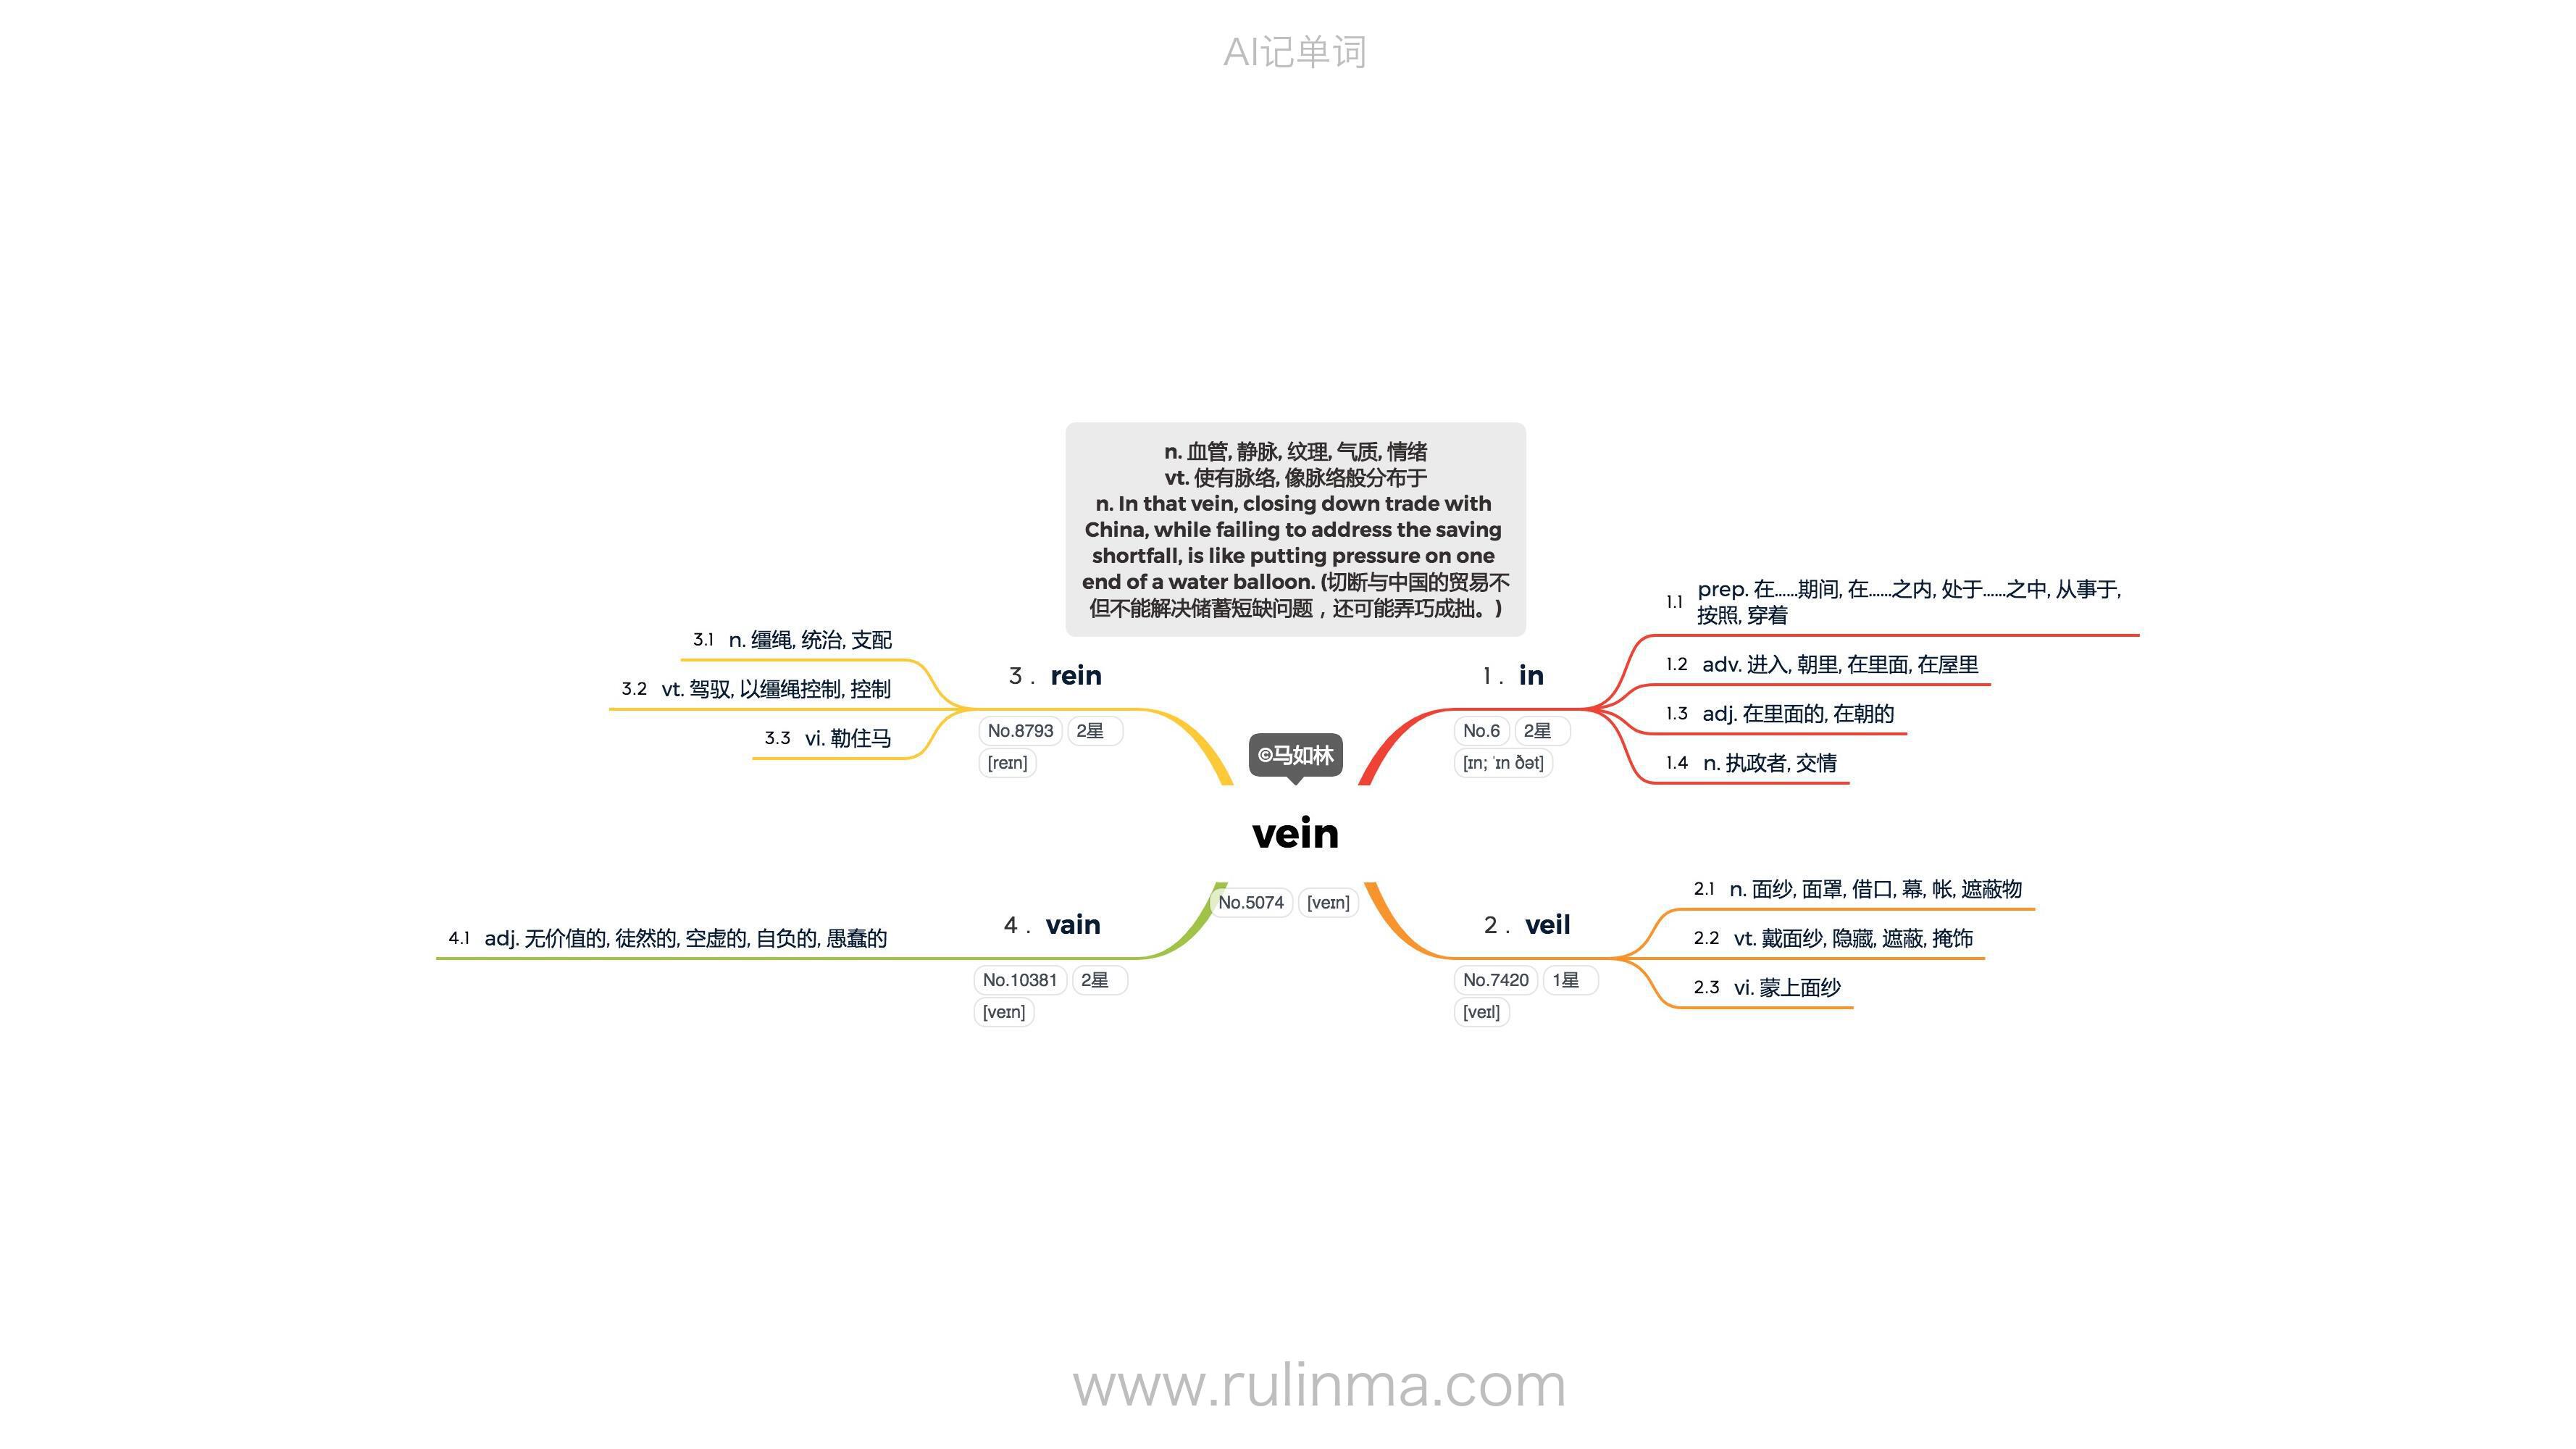 AI记单词
n. 血管, 静脉, 纹理, 气质, 情绪
vt. 使有脉络, 像脉络般分布于
n. In that vein, closing down trade with
China, while failing to address the saving
shortfall, is like putting pressure on one
end of a water balloon. (切断与中国的贸易不
但不能解决储蓄短缺问题，还可能弄巧成拙。)
©马如林
vein
No.5074 [veɪn]
1. in
No.6 2星
[ɪn; ˈɪn ðət]
1.1 prep. 在……期间, 在……之内, 处于……之中, 从事于,
按照, 穿着
1.2 adv. 进入, 朝里, 在里面, 在屋里
1.3 adj. 在里面的, 在朝的
1.4 n. 执政者, 交情
2. veil
No.7420 1星
[veɪl]
2.1 n. 面纱, 面罩, 借口, 幕, 帐, 遮蔽物
2.2 vt. 戴面纱, 隐藏, 遮蔽, 掩饰
2.3 vi. 蒙上面纱
3. rein
No.8793 2星
[reɪn]
3.1 n. 缰绳, 统治, 支配
3.2 vt. 驾驭, 以缰绳控制, 控制
3.3 vi. 勒住马
4. vain
No.10381 2星
[veɪn]
4.1 adj. 无价值的, 徒然的, 空虚的, 自负的, 愚蠢的
www.rulinma.com